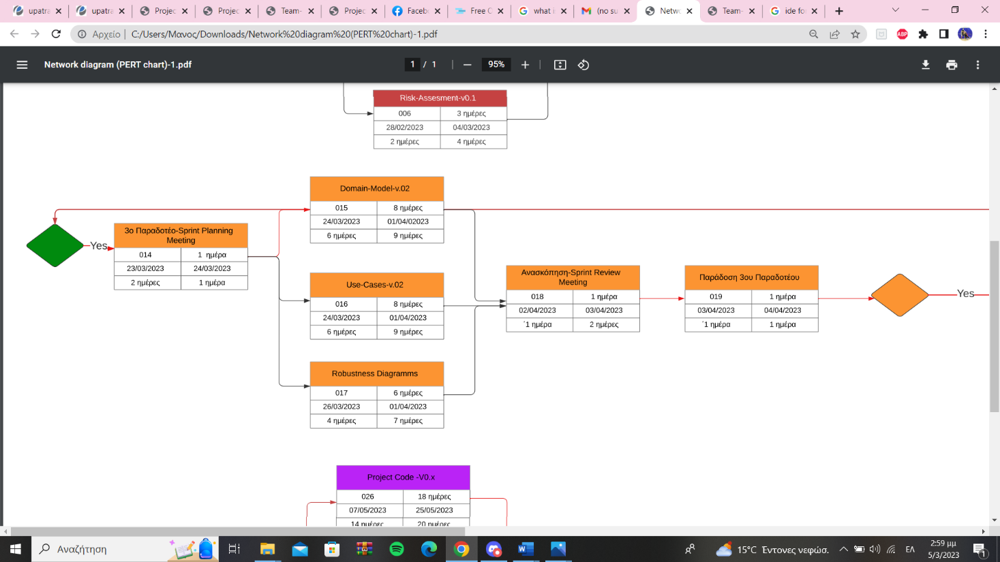 upatra
upatra
Projec
Projec
Team-
Projec
Facebo
Free C
what i
(no su
Netwo
Team-
ide fo
Αρχείο | C:/Users/Μανος/Downloads/Network%20diagram%20(PERT%20chart)-1.pdf
ABP
Network diagram (PERT chart)-1.pdf
1 / 1
95%
Risk-Assesment-v0.1
006 3 ημέρες
28/02/2023 04/03/2023
2 ημέρες 4 ημέρες
Domain-Model-v.02
015 8 ημέρες
24/03/2023 01/04/02023
6 ημέρες 9 ημέρες
Yes
3ο Παραδοτέο-Sprint Planning
Meeting
014 1 ημέρα
23/03/2023 24/03/2023
2 ημέρες 1 ημέρα
Use-Cases-v.02
016 8 ημέρες
24/03/2023 01/04/2023
6 ημέρες 9 ημέρες
Ανασκόπηση-Sprint Review
Meeting
018 1 ημέρα
02/04/2023 03/04/2023
΄1 ημέρα 2 ημέρες
Παράδοση 3ου Παραδοτέου
019 1 ημέρα
03/04/2023 04/04/2023
΄1 ημέρα 1 ημέρα
Yes
Robustness Diagramms
017 6 ημέρες
26/03/2023 01/04/2023
4 ημέρες 7 ημέρες
Project Code -V0.x
026 18 ημέρες
07/05/2023 25/05/2023
14 ημέρες 20 ημέρες
Αναζήτηση
15°C Έντονες νεφώσ.
ΕΛ
2:59 μμ
5/3/2023
1